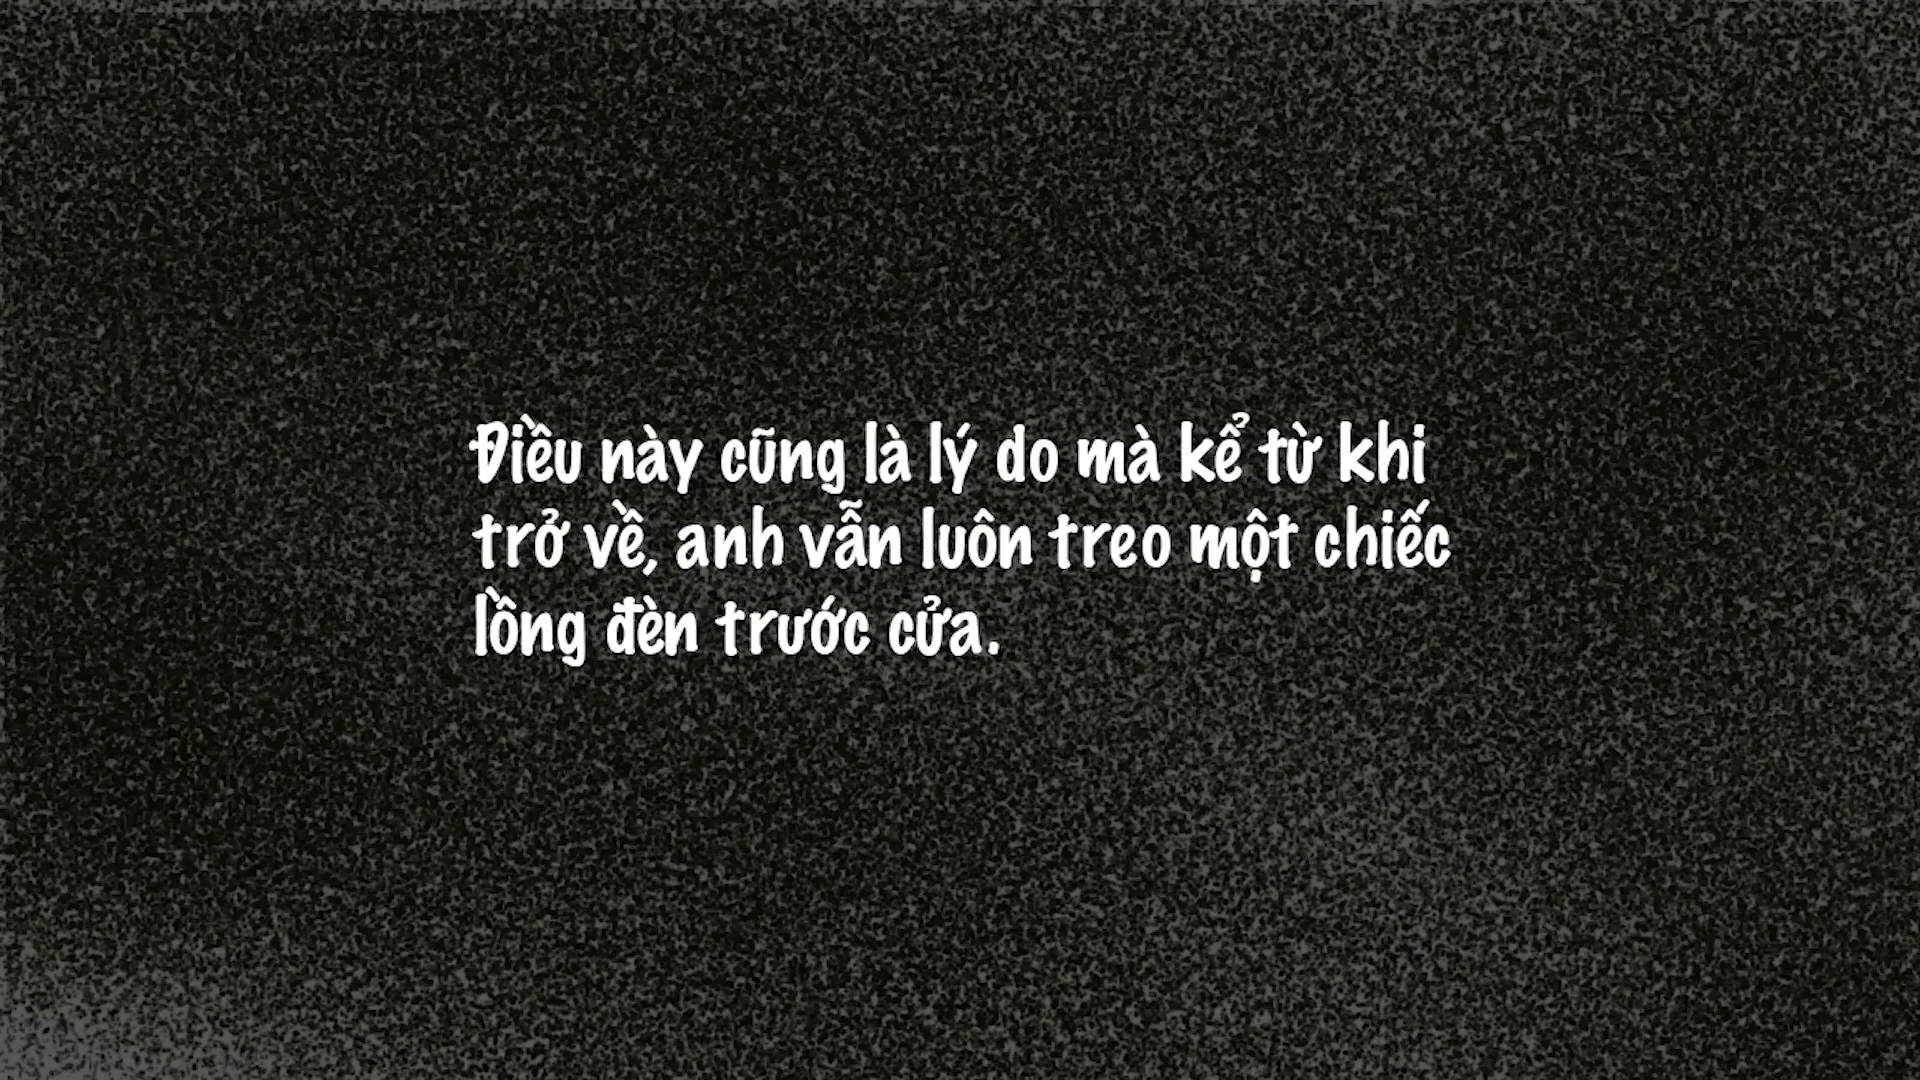 Điều này cũng là lý do mà kể từ khi
trở về, anh vẫn luôn treo một chiếc
lồng đèn trước cửa.